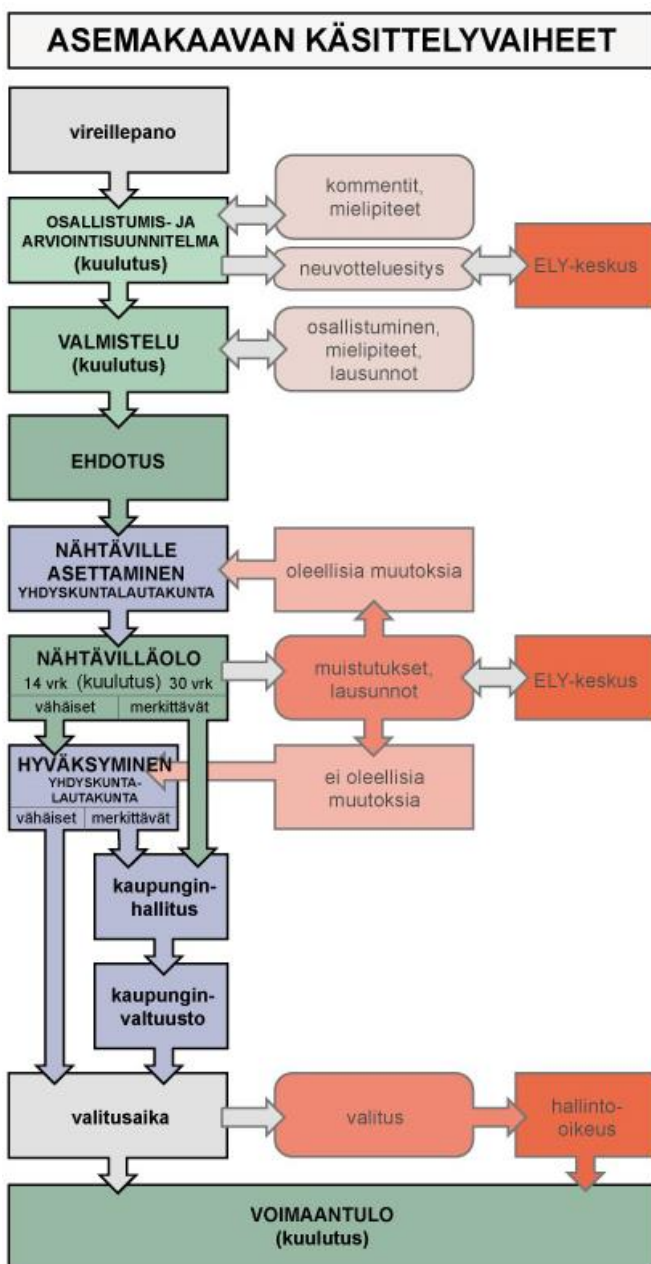 ASEMAKAAVAN KÄSITTELYVAIHEET
vireillepano
OSALLISTUMIS- JA
ARVIOINTISUUNNITELMA
(kuulutus)
kommentit,
mielipiteet
neuvotteluesitys
ELY-keskus
VALMISTELU
(kuulutus)
osallistuminen,
mielipiteet,
lausunnot
EHDOTUS
NÄHTÄVILLE
ASETTAMINEN
YHDYSKUNTALAUTAKUNTA
oleellisia muutoksia
NÄHTÄVILLÄOLO
14 vrk (kuulutus) 30 vrk
vähäiset merkittävät
muistutukset,
lausunnot
ELY-keskus
HYVÄKSYMINEN
YHDYSKUNTA-
LAUTAKUNTA
vähäiset merkittävät
ei oleellisia
muutoksia
kaupungin-
hallitus
kaupungin-
valtuusto
valitusaika
valitus
hallinto-
oikeus
VOIMAANTULO
(kuulutus)